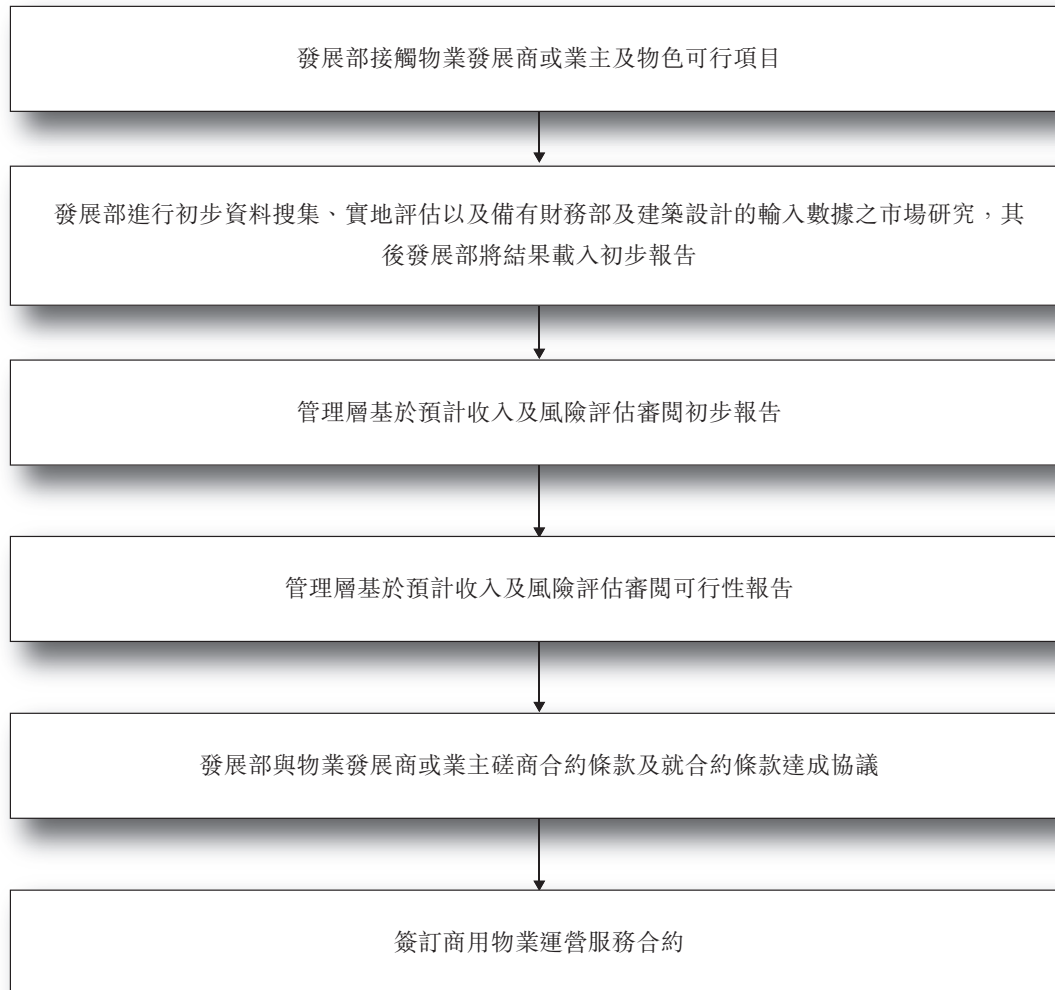 發展部接觸物業發展商或業主及物色可行項目
發展部進行初步資料搜集、實地評估以及備有財務部及建築設計的輸入數據之市場研究，其
後發展部將結果載入初步報告
管理層基於預計收入及風險評估審閱初步報告
管理層基於預計收入及風險評估審閱可行性報告
發展部與物業發展商或業主磋商合約條款及就合約條款達成協議
簽訂商用物業運營服務合約